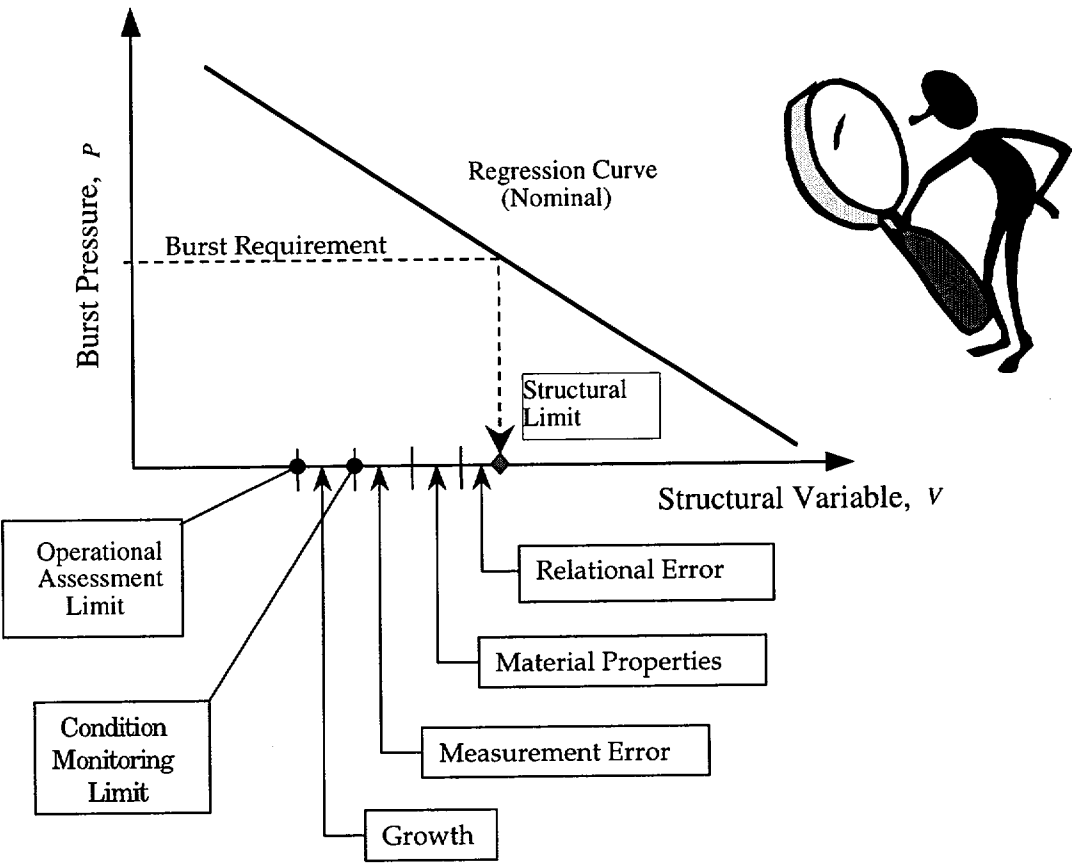 Burst Pressure, P
Regression Curve
(Nominal)
Burst Requirement
Structural
Limit
Structural Variable, V
Operational
Assessment
Limit
Relational Error
Material Properties
Condition
Monitoring
Limit
Measurement Error
Growth